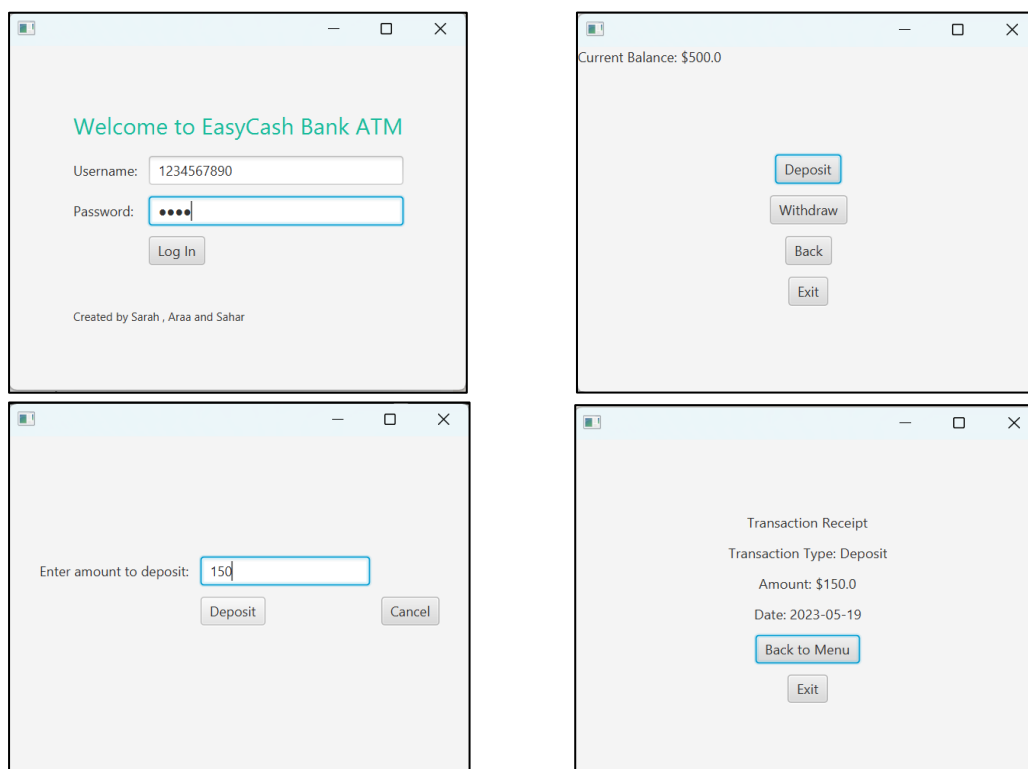 Welcome to EasyCash Bank ATM
Username: 1234567890
Password: ••••
Log In
Created by Sarah , Araa and Sahar
Current Balance: $500.0
Deposit
Withdraw
Back
Exit
Enter amount to deposit: 150
Deposit Cancel
Transaction Receipt
Transaction Type: Deposit
Amount: $150.0
Date: 2023-05-19
Back to Menu
Exit